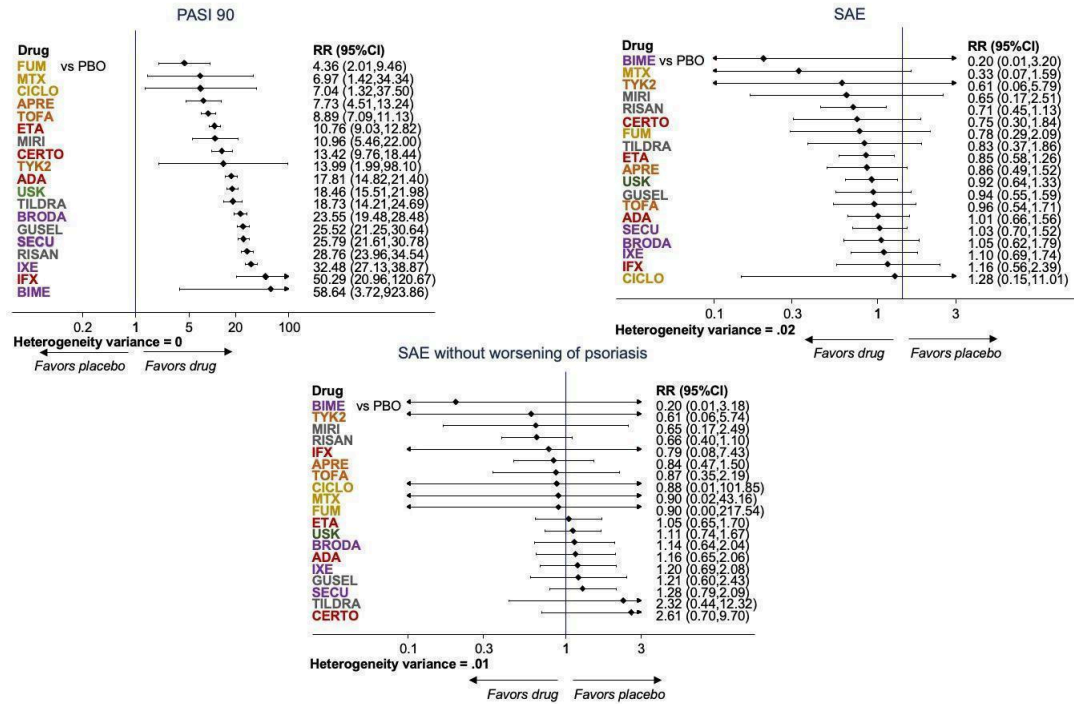 PASI 90
Drug RR (95%CI)
FUM vs PBO 4.36 (2.01,9.46)
MTX 6.97 (1.42,34.34)
CICLO 7.04 (1.32,37.50)
APRE 7.73 (4.51,13.24)
TOFA 8.89 (7.09,11.13)
ETA 10.76 (9.03,12.82)
MIRI 10.96 (5.46,22.00)
CERTO 13.42 (9.76,18.44)
TYK2 13.99 (1.99,98.10)
ADA 17.81 (14.82,21.40)
USK 18.46 (15.51,21.98)
TILDRA 18.73 (14.21,24.69)
BRODA 23.55 (19.48,28.48)
GUSEL 25.52 (21.25,30.64)
SECU 25.79 (21.61,30.78)
RISAN 28.76 (23.96,34.54)
IXE 32.48 (27.13,38.87)
IFX 50.29 (20.96,120.67)
BIME 58.64 (3.72,923.86)
0.2 1 5 20 100
Heterogeneity variance = 0
Favors placebo Favors drug
SAE
Drug RR (95%CI)
BIME vs PBO 0.20 (0.01,3.20)
MTX 0.33 (0.07,1.59)
TYK2 0.61 (0.06,5.79)
MIRI 0.65 (0.17,2.51)
RISAN 0.71 (0.45,1.13)
CERTO 0.75 (0.30,1.84)
FUM 0.78 (0.29,2.09)
TILDRA 0.83 (0.37,1.86)
ETA 0.85 (0.58,1.26)
APRE 0.86 (0.49,1.52)
USK 0.92 (0.64,1.33)
GUSEL 0.94 (0.55,1.59)
TOFA 0.96 (0.54,1.71)
ADA 1.01 (0.66,1.56)
SECU 1.03 (0.70,1.52)
BRODA 1.05 (0.62,1.79)
IXE 1.10 (0.69,1.74)
IFX 1.16 (0.56,2.39)
CICLO 1.28 (0.15,11.01)
0.1 0.3 1 3
Heterogeneity variance = .02
Favors drug Favors placebo
SAE without worsening of psoriasis
Drug RR (95%CI)
BIME vs PBO 0.20 (0.01,3.18)
TYK2 0.61 (0.06,5.74)
MIRI 0.65 (0.17,2.49)
RISAN 0.66 (0.40,1.10)
IFX 0.79 (0.08,7.43)
APRE 0.84 (0.47,1.50)
TOFA 0.87 (0.35,2.19)
CICLO 0.88 (0.01,101.85)
MTX 0.90 (0.02,43.16)
FUM 0.90 (0.00,217.54)
ETA 1.05 (0.65,1.70)
USK 1.11 (0.74,1.67)
BRODA 1.14 (0.64,2.04)
ADA 1.16 (0.65,2.06)
IXE 1.20 (0.69,2.08)
GUSEL 1.21 (0.60,2.43)
SECU 1.28 (0.79,2.09)
TILDRA 2.32 (0.44,12.32)
CERTO 2.61 (0.70,9.70)
0.1 0.3 1 3
Heterogeneity variance = .01
Favors drug Favors placebo